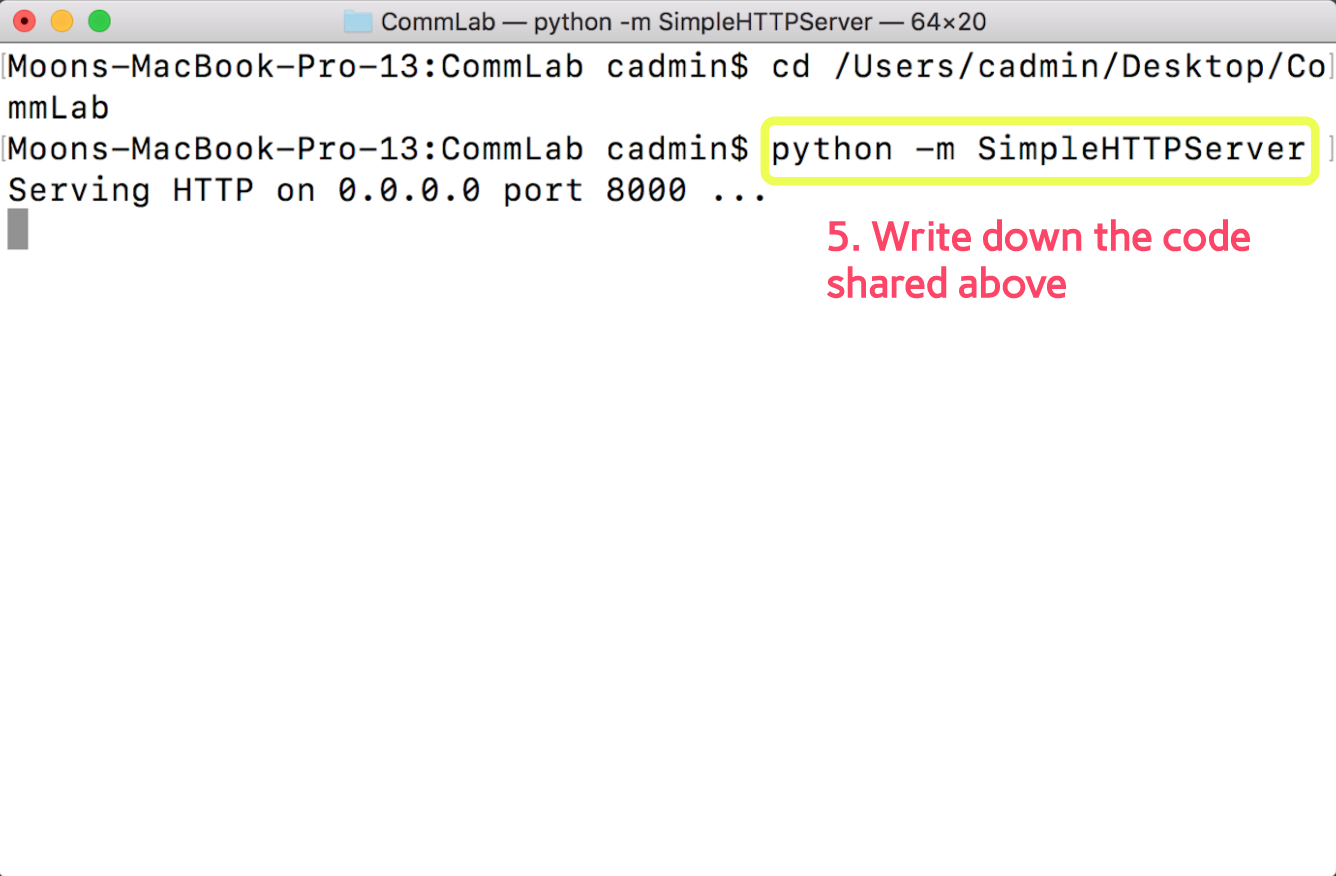 CommLab — python -m SimpleHTTPServer — 64×20
[Moons-MacBook-Pro-13:CommLab cadmin$ cd /Users/cadmin/Desktop/Co]
mmLab
[Moons-MacBook-Pro-13:CommLab cadmin$ python -m SimpleHTTPServer ]
Serving HTTP on 0.0.0.0 port 8000 ...
5. Write down the code
shared above